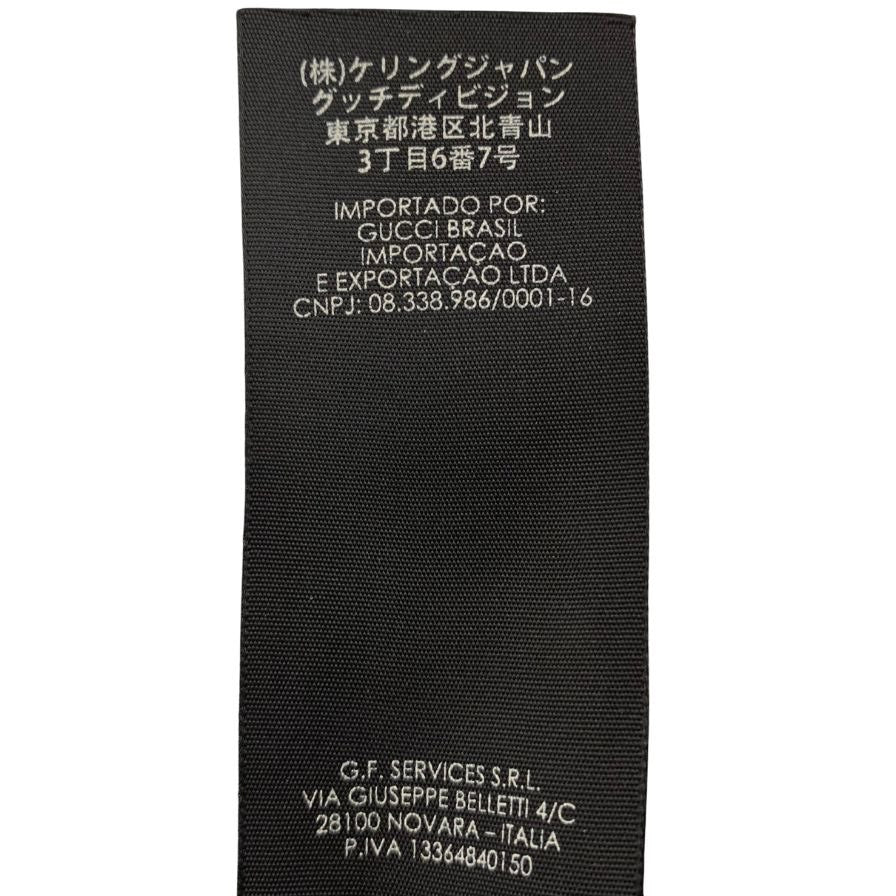 (株)ケリングジャパン
グッチディビジョン
東京都港区北青山
3丁目6番7号
IMPORTADO POR:
GUCCI BRASIL
IMPORTAÇAO
E EXPORTAÇAO LTDA
CNPJ: 08.338.986/0001-16
G.F. SERVICES S.R.L.
VIA GIUSEPPE BELLETTI 4/C
28100 NOVARA – ITALIA
P.IVA 13364840150